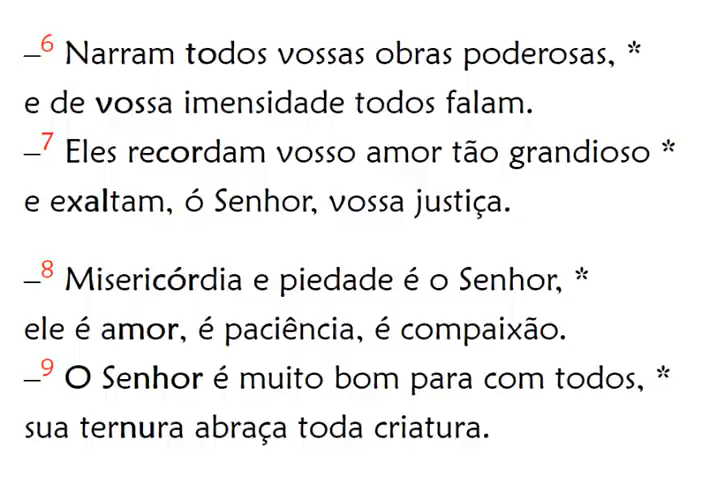 –6 Narram todos vossas obras poderosas, *
e de vossa imensidade todos falam.
–7 Eles recordam vosso amor tão grandioso *
e exaltam, ó Senhor, vossa justiça.
–8 Misericórdia e piedade é o Senhor, *
ele é amor, é paciência, é compaixão.
–9 O Senhor é muito bom para com todos, *
sua ternura abraça toda criatura.